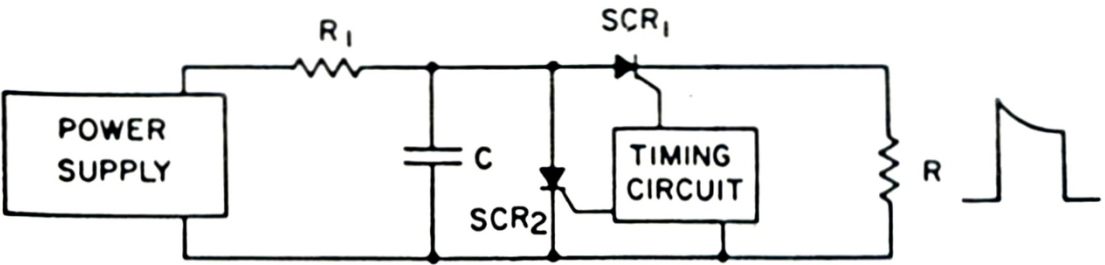 R1
SCR1
POWER
SUPPLY
C
TIMING
CIRCUIT
R
SCR2